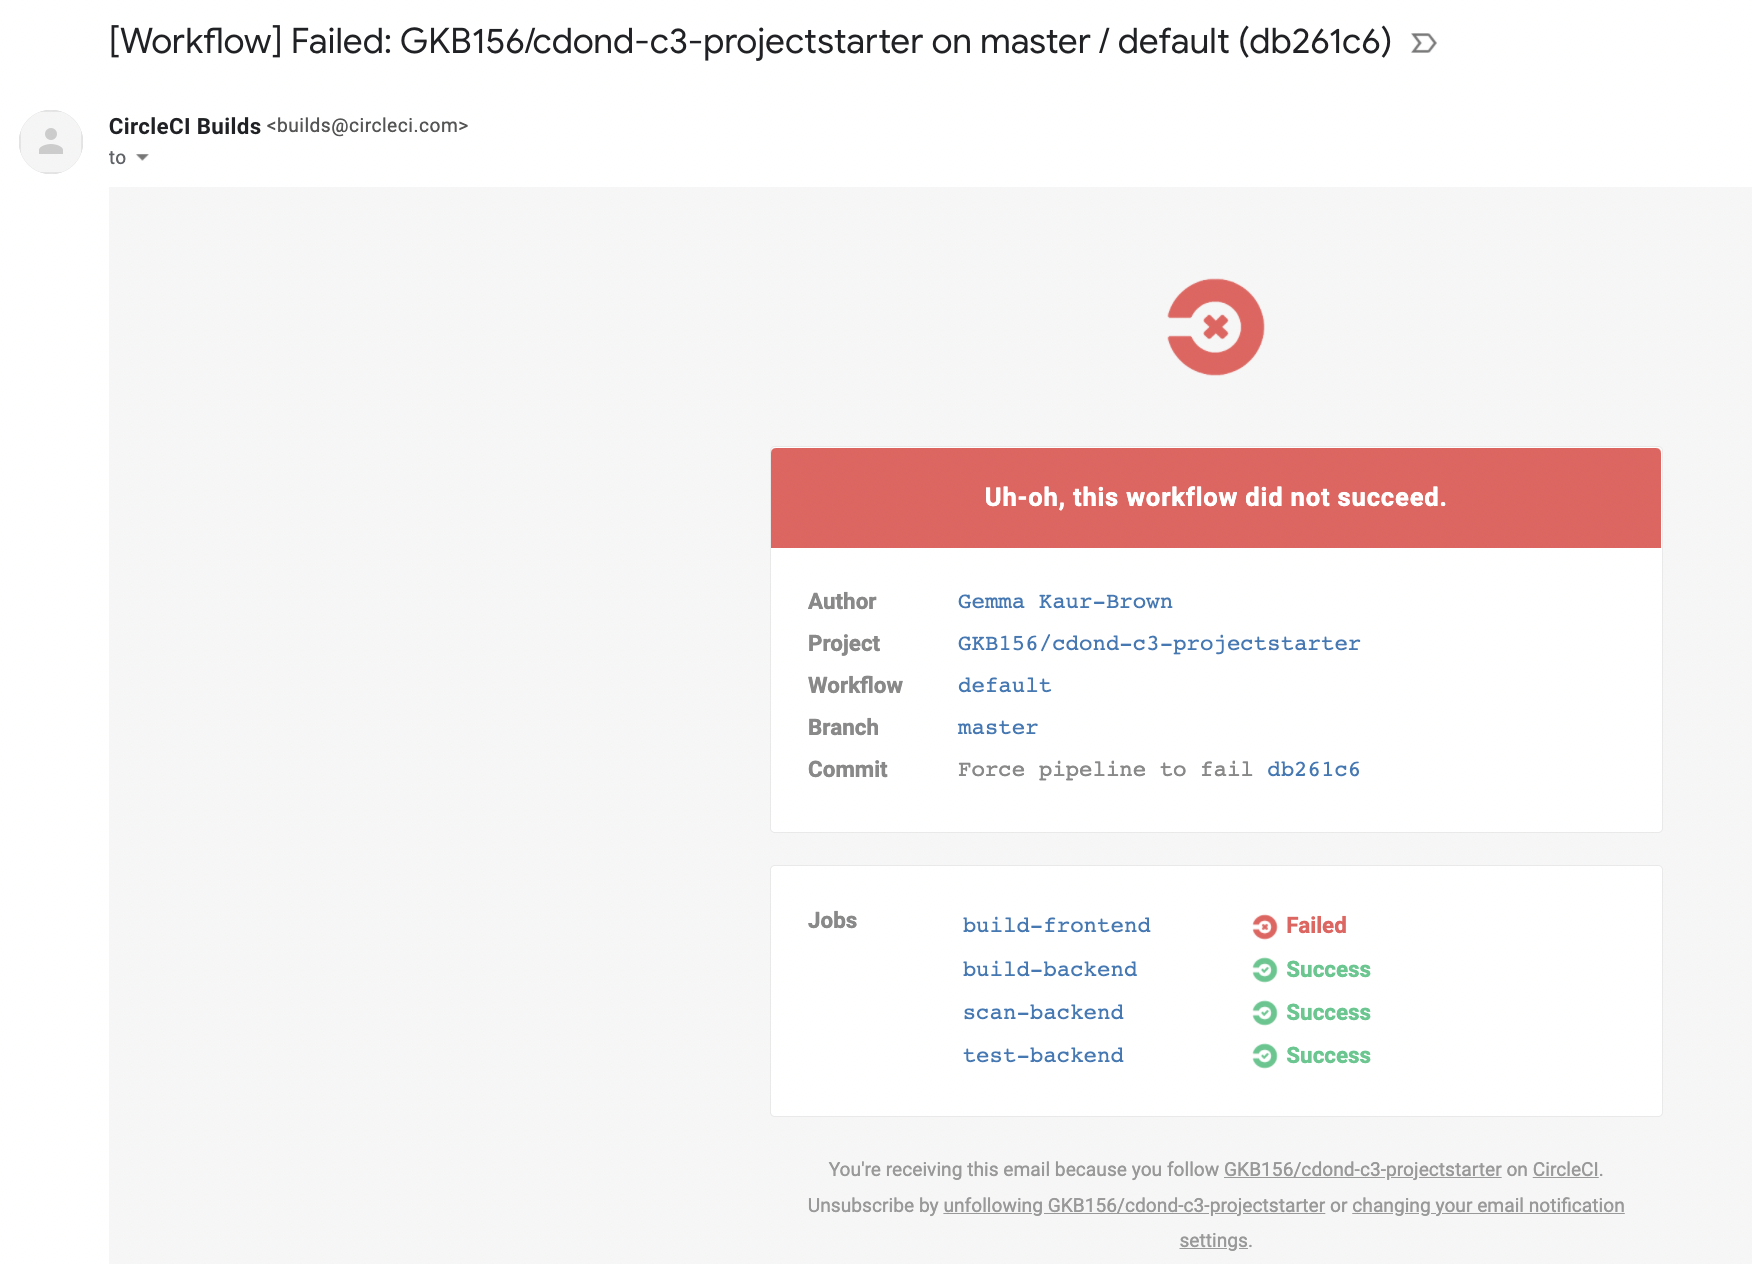 [Workflow] Failed: GKB156/cdond-c3-projectstarter on master / default (db261c6)
CircleCI Builds <builds@circleci.com>
to
Uh-oh, this workflow did not succeed.
Author Gemma Kaur-Brown
Project GKB156/cdond-c3-projectstarter
Workflow default
Branch master
Commit Force pipeline to fail db261c6
Jobs build-frontend Failed
build-backend Success
scan-backend Success
test-backend Success
You're receiving this email because you follow GKB156/cdond-c3-projectstarter on CircleCI.
Unsubscribe by unfollowing GKB156/cdond-c3-projectstarter or changing your email notification
settings.